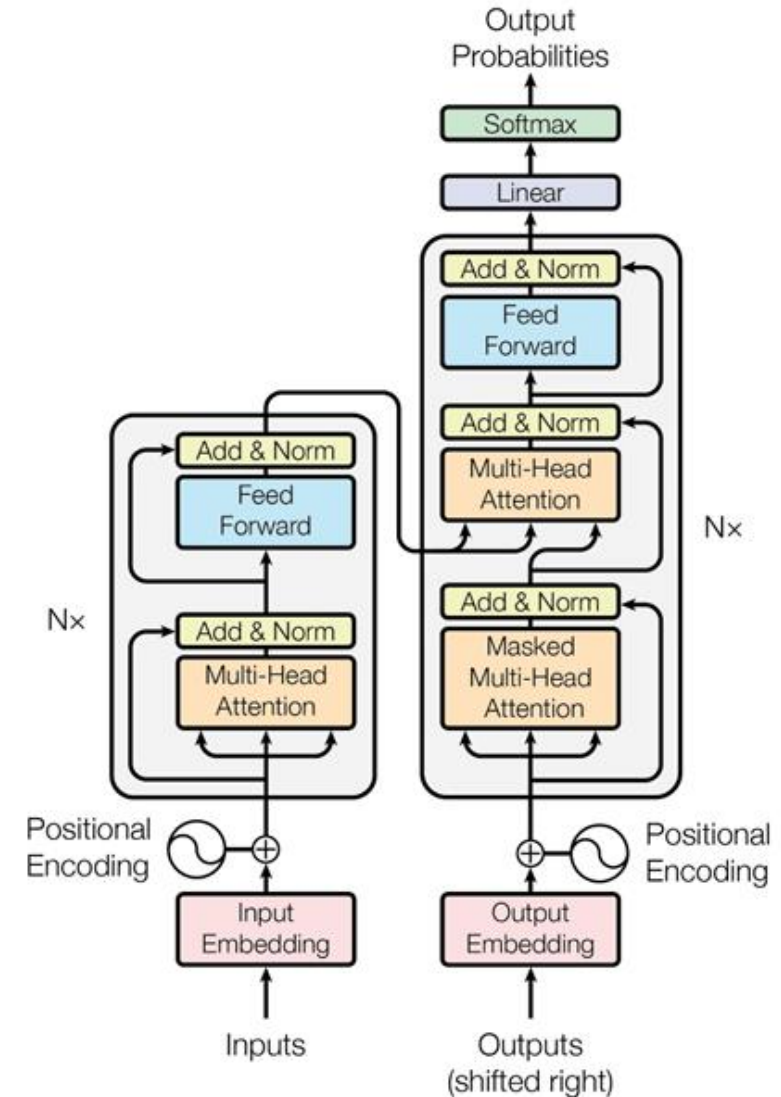 Output
Probabilities
Softmax
Linear
Add & Norm
Feed
Forward
Add & Norm
Multi-Head
Attention
Add & Norm
Masked
Multi-Head
Attention
N×
Add & Norm
Feed
Forward
Add & Norm
Multi-Head
Attention
N×
Positional
Encoding
Positional
Encoding
Input
Embedding
Output
Embedding
Inputs
Outputs
(shifted right)